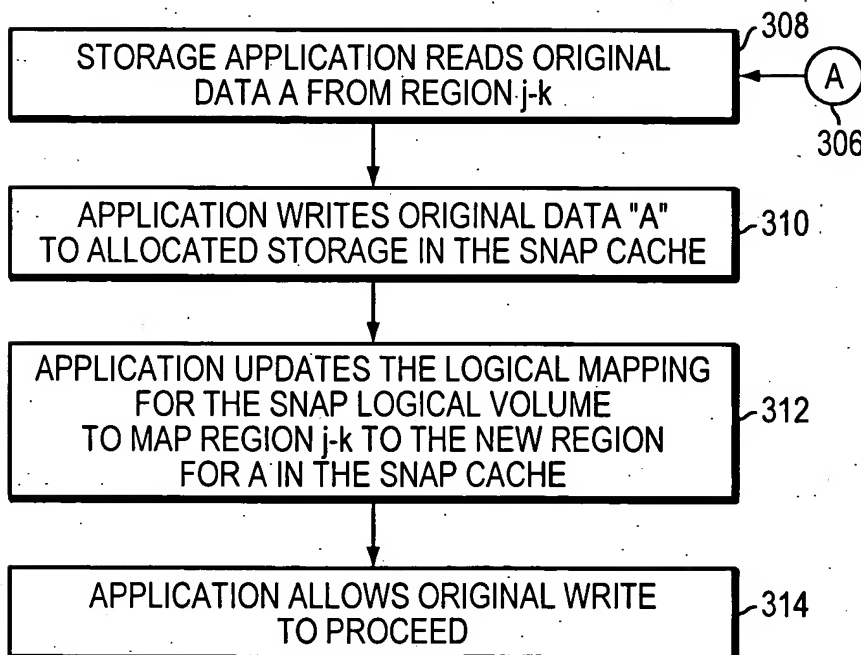 308
STORAGE APPLICATION READS ORIGINAL
DATA A FROM REGION j-k
A
306
APPLICATION WRITES ORIGINAL DATA "A"
TO ALLOCATED STORAGE IN THE SNAP CACHE
310
APPLICATION UPDATES THE LOGICAL MAPPING
FOR THE SNAP LOGICAL VOLUME
TO MAP REGION j-k TO THE NEW REGION
FOR A IN THE SNAP CACHE
312
APPLICATION ALLOWS ORIGINAL WRITE
TO PROCEED
314